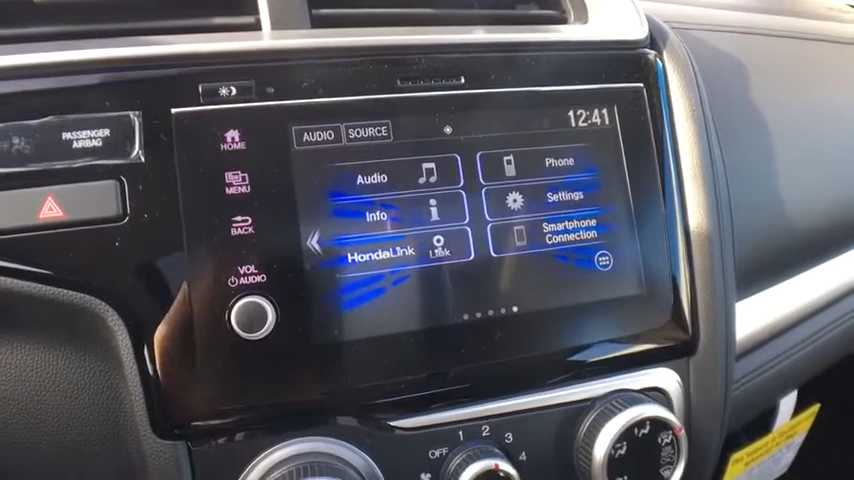 PASSENGER
AIRBAG
HOME
MENU
BACK
VOL
AUDIO
AUDIO SOURCE
12:41
Audio
Phone
Info
Settings
HondaLink
Link
Smartphone
Connection
OFF 1 2 3 4